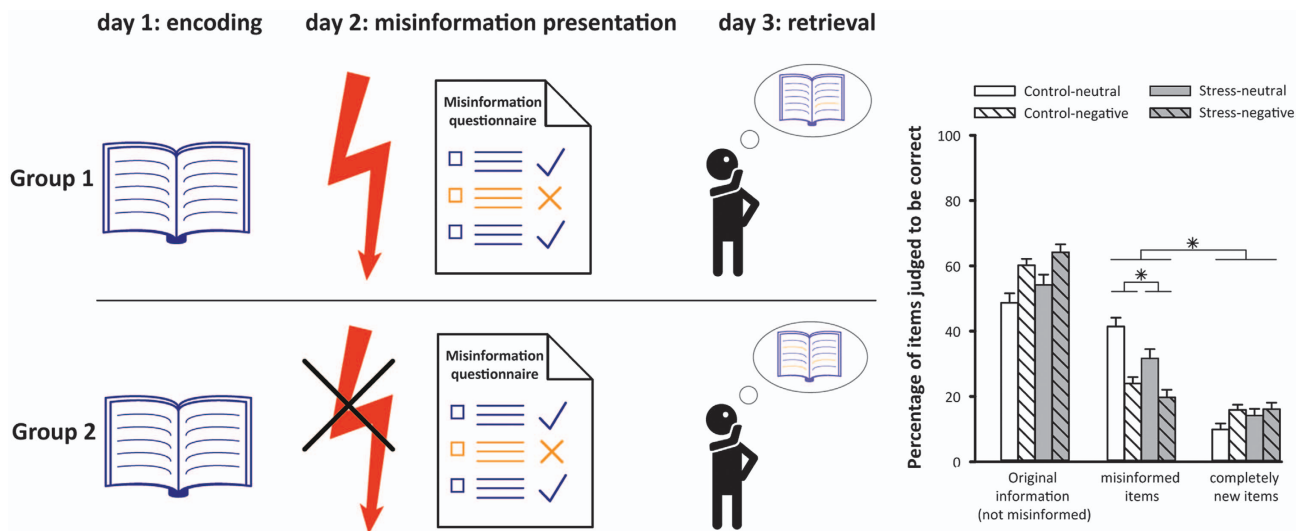 day 1: encoding
day 2: misinformation presentation
day 3: retrieval
Group 1
Misinformation
questionnaire
Group 2
Misinformation
questionnaire
Control-neutral
Stress-neutral
Control-negative
Stress-negative
Percentage of items judged to be correct
100
80
60
40
20
0
*
*
Original
information
(not misinformed)
misinformed
items
completely
new items